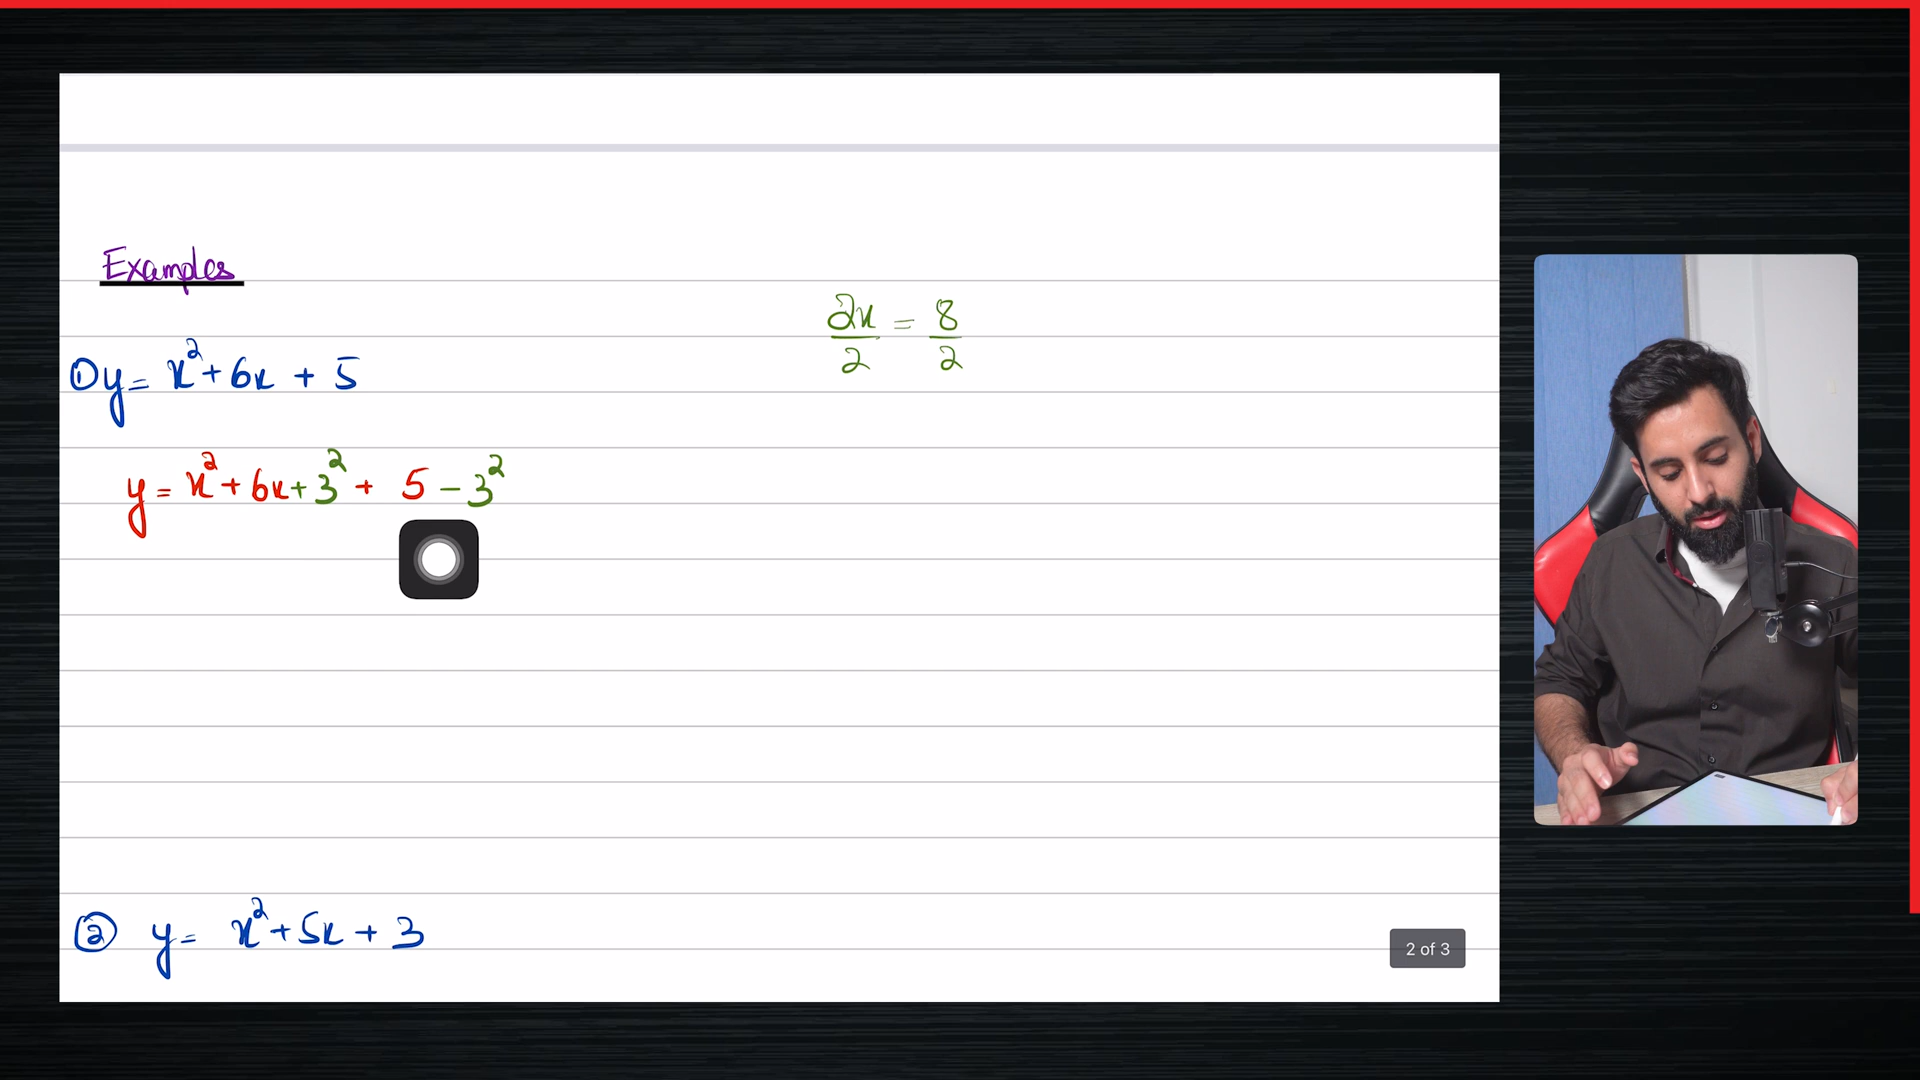 Examples
① y = x² + 6x + 5
2x/2 = 8/2
y = x² + 6x + 3² + 5 - 3²
② y = x² + 5x + 3
2 of 3